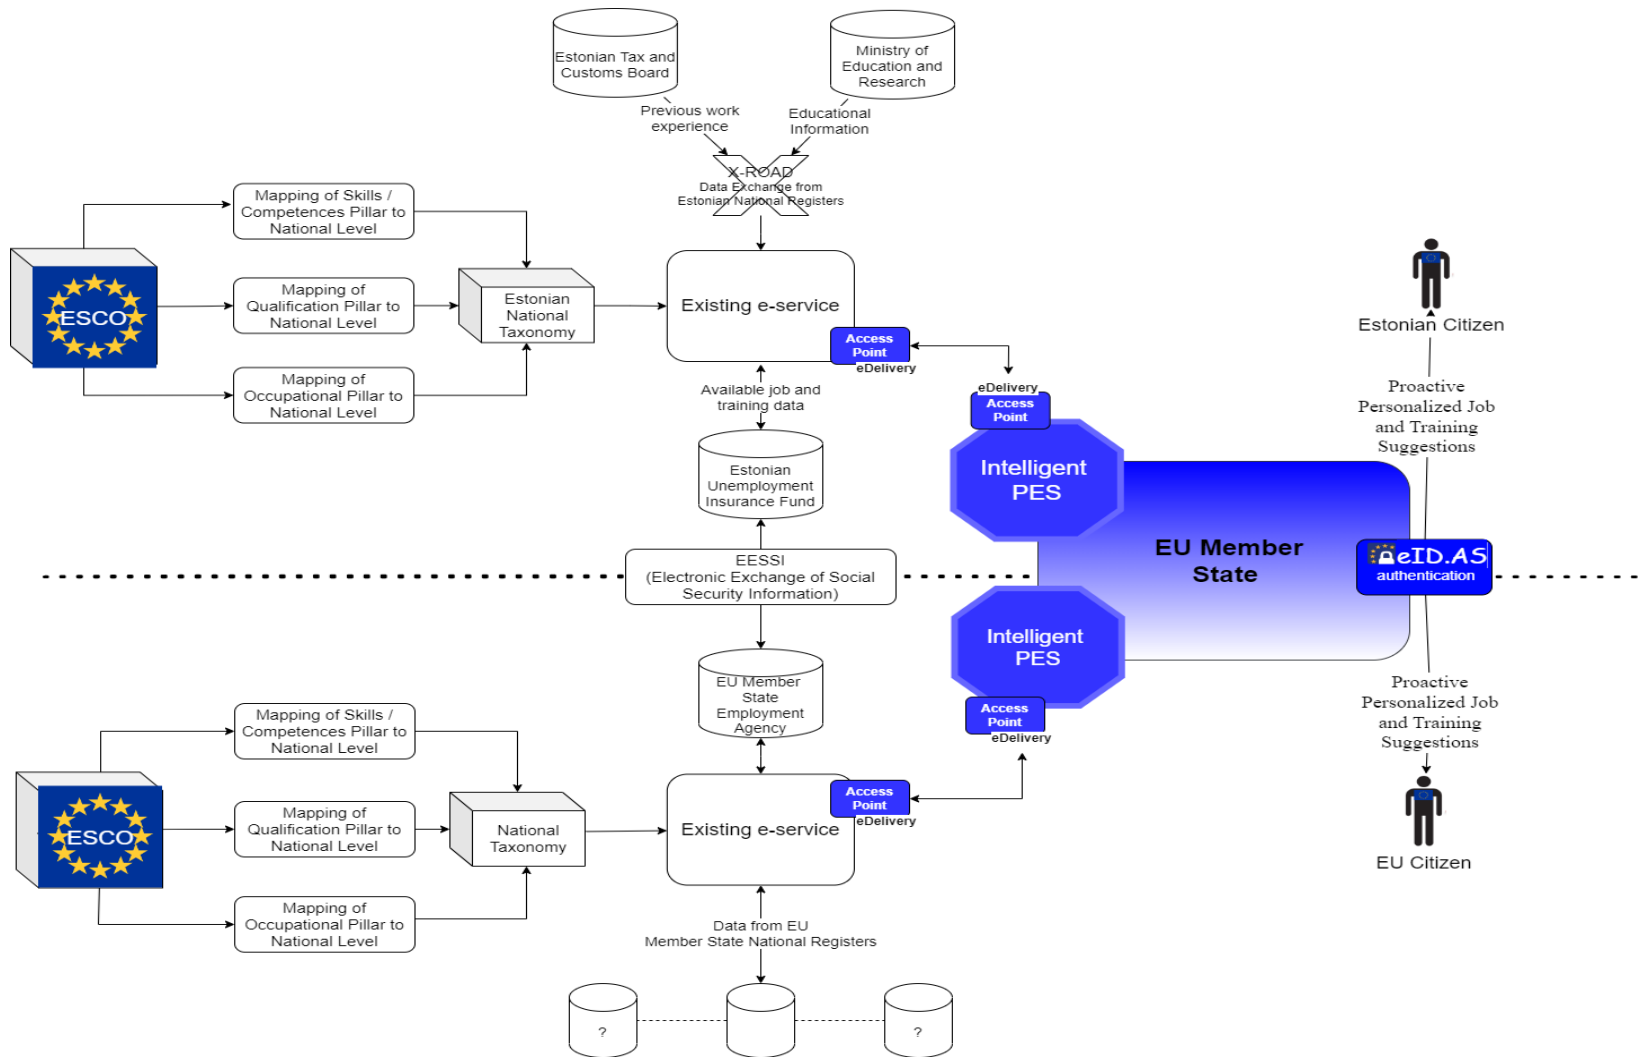 Estonian Tax and
Customs Board
Ministry of
Education and
Research
Previous work
experience
Educational
Information
X-ROAD
Data Exchange from
Estonian National Registers
Mapping of Skills /
Competences Pillar to
National Level
ESCO
Mapping of
Qualification Pillar to
National Level
Estonian
National
Taxonomy
Existing e-service
Access
Point
eDelivery
Mapping of
Occupational Pillar to
National Level
Available job and
training data
eDelivery
Access
Point
Intelligent
PES
Estonian Citizen
Proactive
Personalized Job
and Training
Suggestions
Estonian
Unemployment
Insurance Fund
EESSI
(Electronic Exchange of Social
Security Information)
EU Member
State
eID.AS
authentication
Intelligent
PES
Access
Point
eDelivery
EU Member
State
Employment
Agency
Proactive
Personalized Job
and Training
Suggestions
EU Citizen
Mapping of Skills /
Competences Pillar to
National Level
ESCO
Mapping of
Qualification Pillar to
National Level
National
Taxonomy
Existing e-service
Access
Point
eDelivery
Mapping of
Occupational Pillar to
National Level
Data from EU
Member State National Registers
?
?